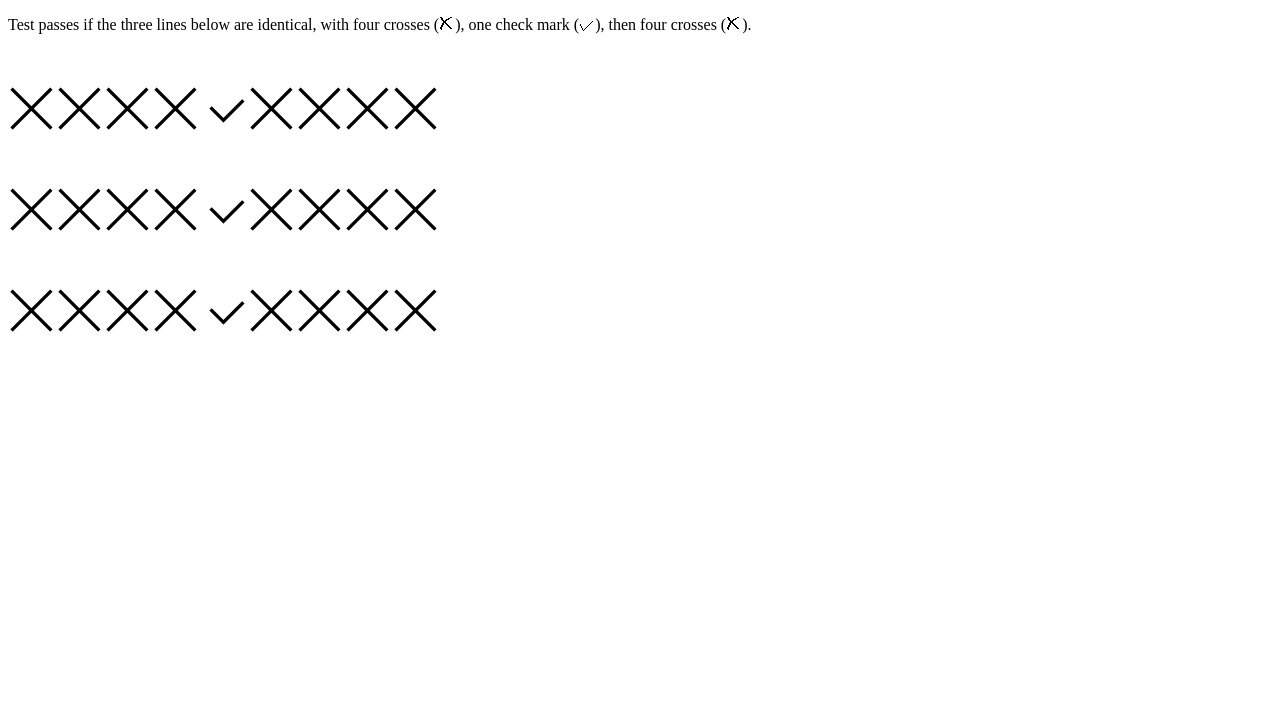 Test passes if the three lines below are identical, with four crosses (☓), one check mark (✓), then four crosses (☓).
☓☓☓☓✓☓☓☓☓
☓☓☓☓✓☓☓☓☓
☓☓☓☓✓☓☓☓☓